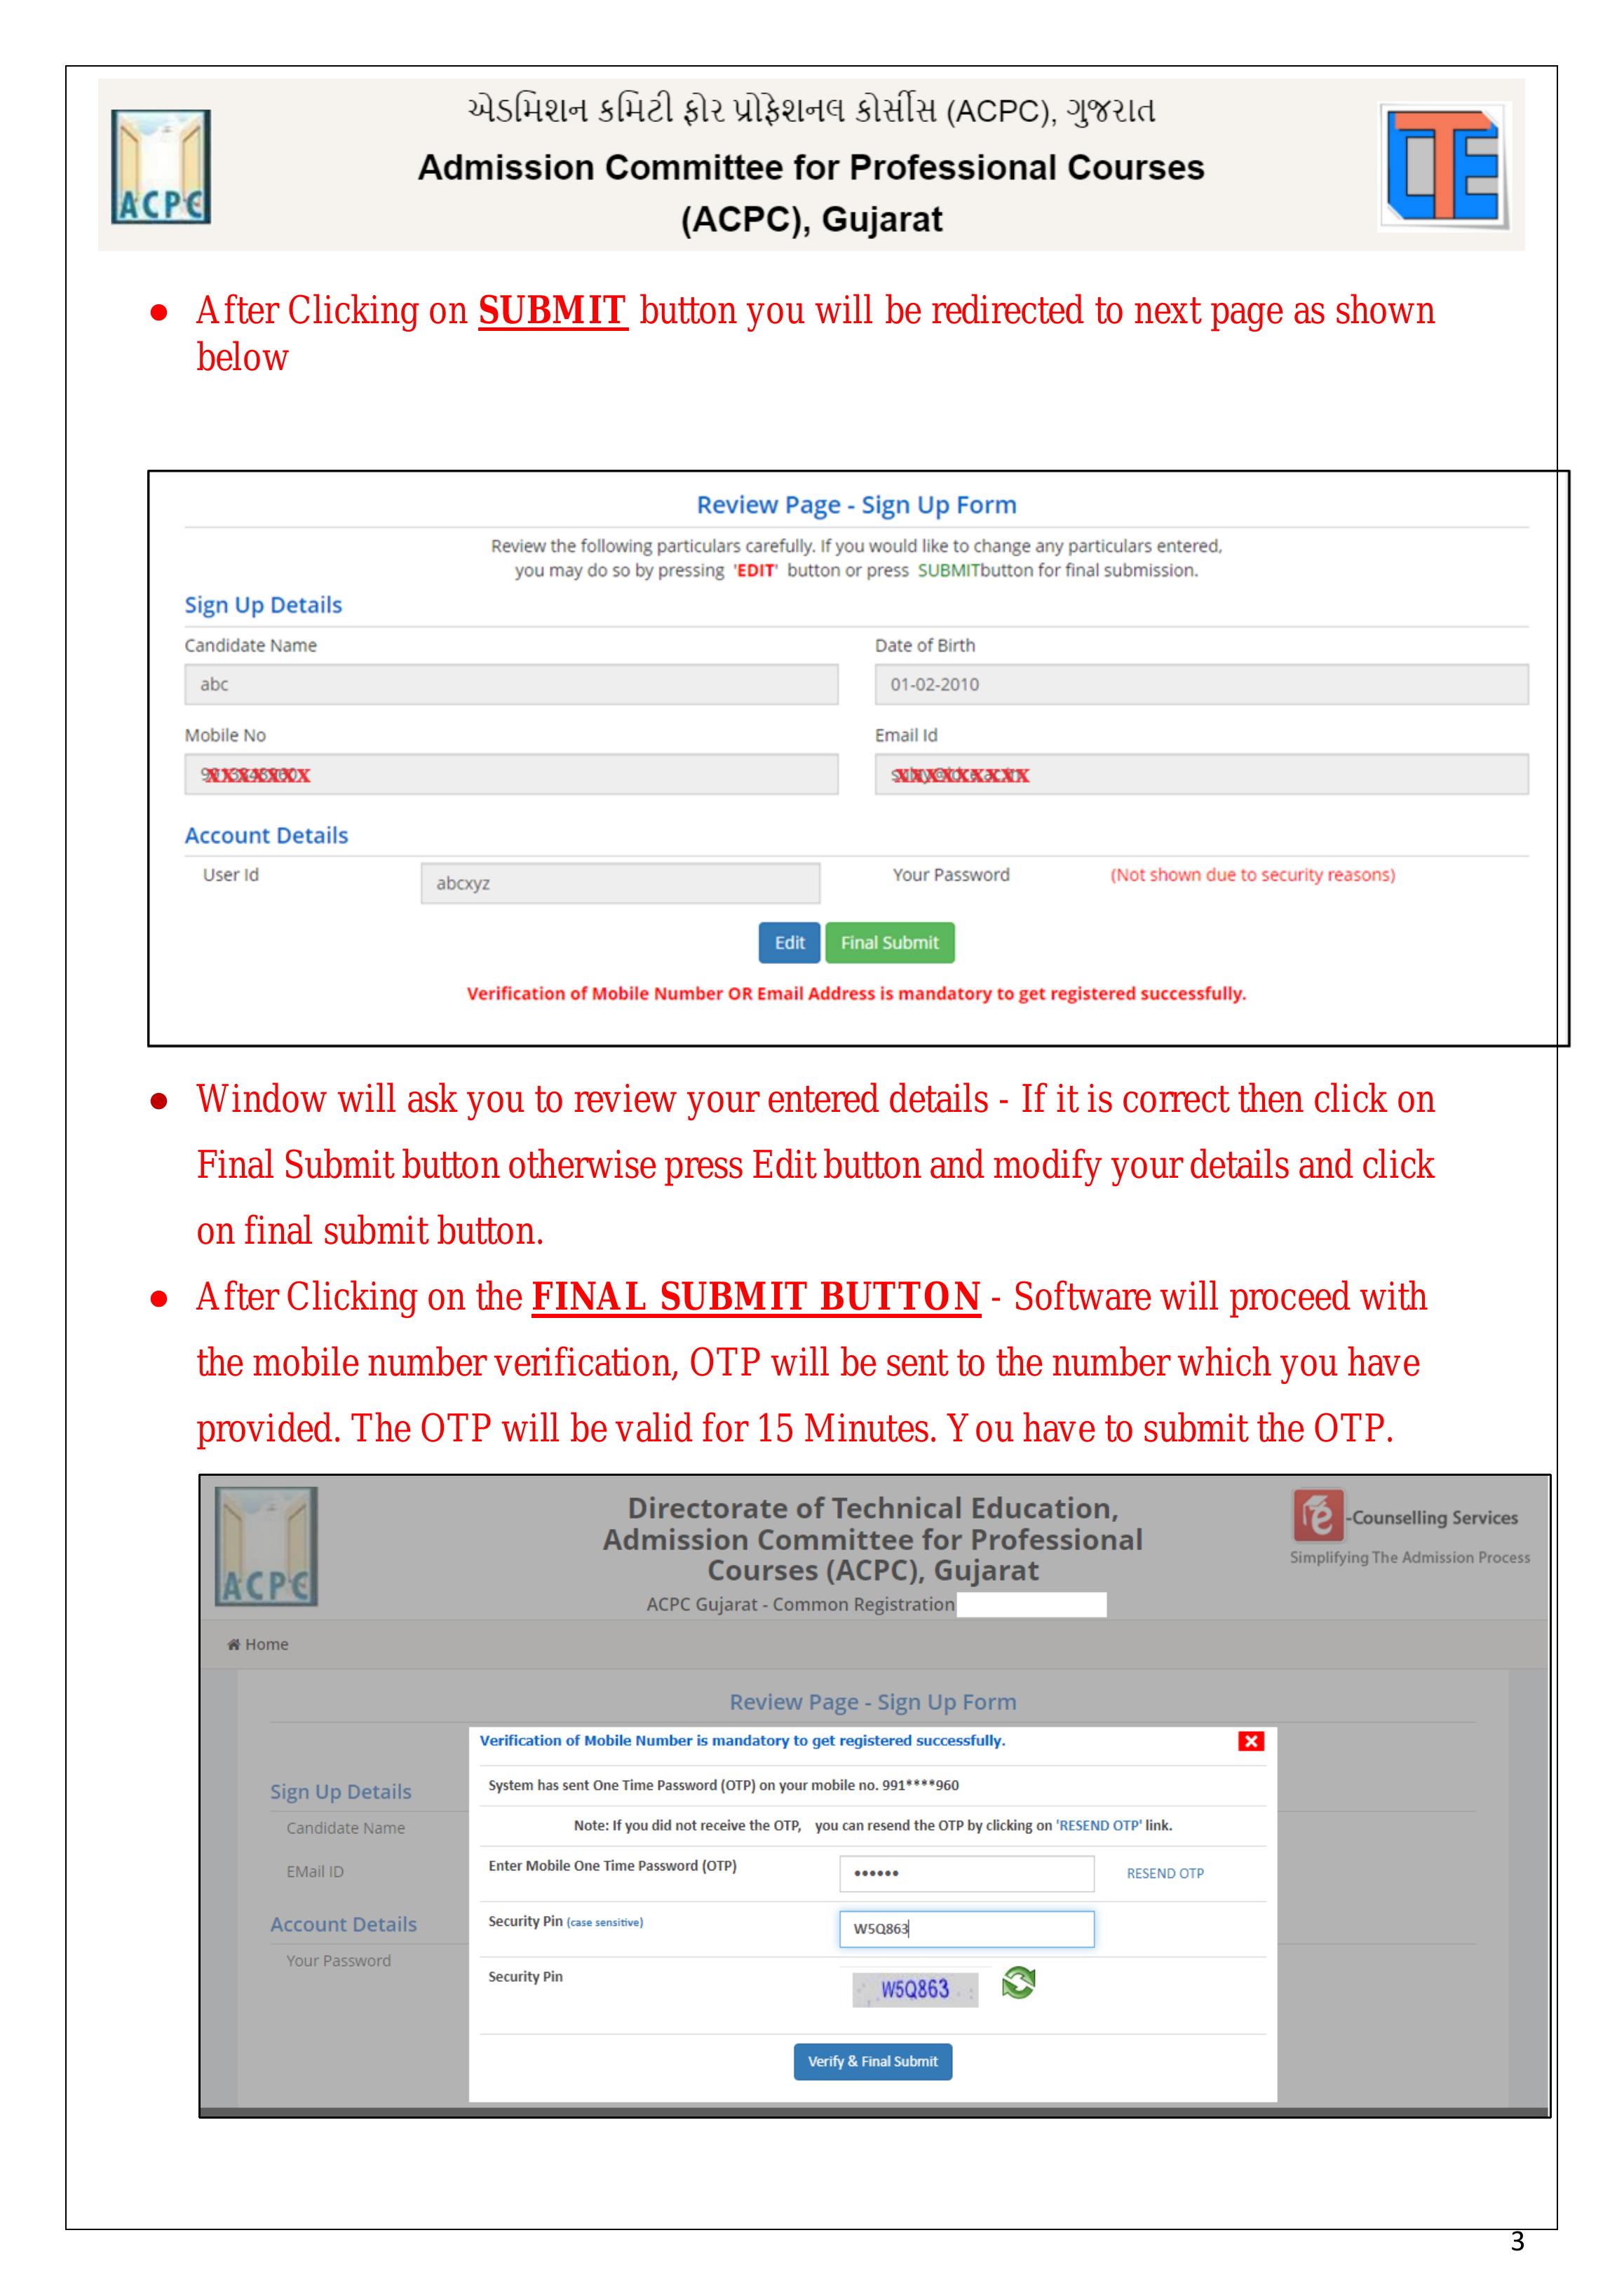 એડમિશન કમિટી ફોર પ્રોફેશનલ કોર્સીસ (ACPC), ગુજરાત
Admission Committee for Professional Courses
(ACPC), Gujarat
ACPC
● After Clicking on SUBMIT button you will be redirected to next page as shown
below
Review Page - Sign Up Form
Review the following particulars carefully. If you would like to change any particulars entered,
you may do so by pressing 'EDIT' button or press SUBMITbutton for final submission.
Sign Up Details
Candidate Name Date of Birth
abc 01-02-2010
Mobile No Email Id
Account Details
User Id abcxyz Your Password (Not shown due to security reasons)
Edit Final Submit
Verification of Mobile Number OR Email Address is mandatory to get registered successfully.
● Window will ask you to review your entered details - If it is correct then click on
Final Submit button otherwise press Edit button and modify your details and click
on final submit button.
● After Clicking on the FINAL SUBMIT BUTTON - Software will proceed with
the mobile number verification, OTP will be sent to the number which you have
provided. The OTP will be valid for 15 Minutes. You have to submit the OTP.
ACPC
Directorate of Technical Education,
Admission Committee for Professional
Courses (ACPC), Gujarat
ACPC Gujarat - Common Registration
e-Counselling Services
Simplifying The Admission Process
Home
Review Page - Sign Up Form
Verification of Mobile Number is mandatory to get registered successfully.
System has sent One Time Password (OTP) on your mobile no. 991****960
Sign Up Details
Note: If you did not receive the OTP, you can resend the OTP by clicking on 'RESEND OTP' link.
Candidate Name
Enter Mobile One Time Password (OTP) •••••• RESEND OTP
EMail ID
Security Pin (case sensitive) W5Q863
Account Details
Your Password
Security Pin W5Q863
Verify & Final Submit
3